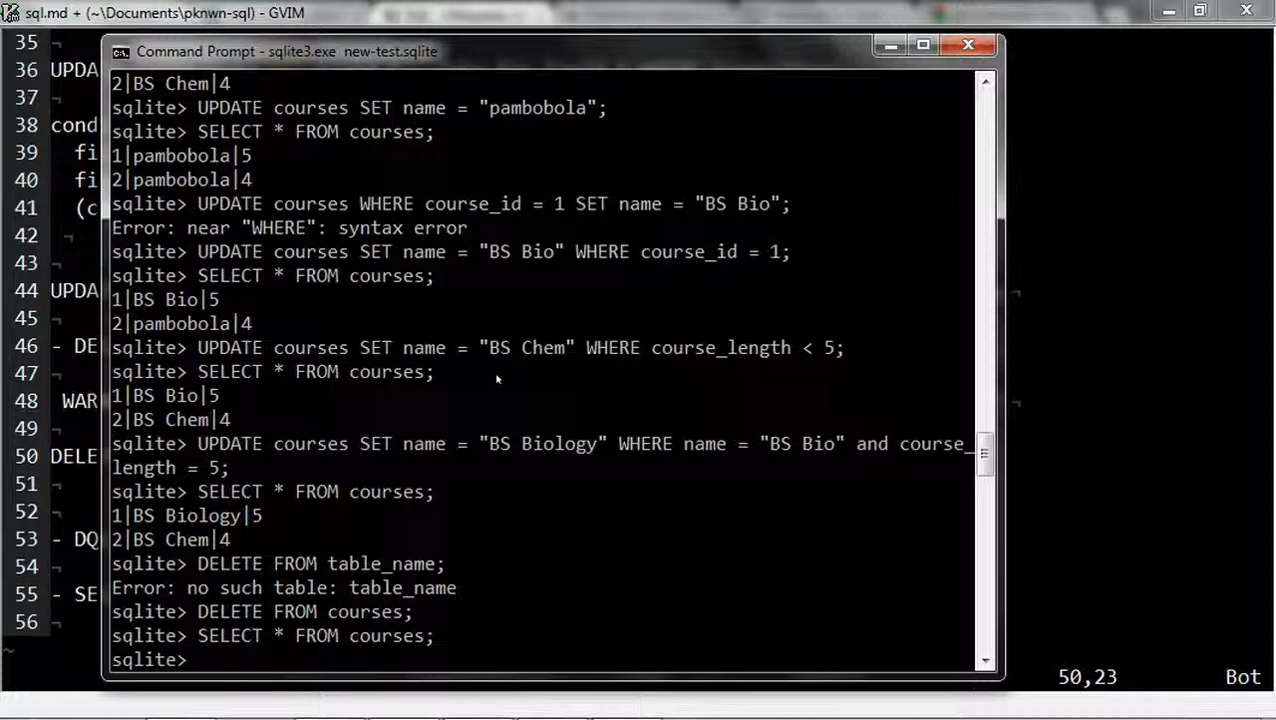 sql.md + (~\Documents\pknwn-sql) - GVIM
Command Prompt - sqlite3.exe  new-test.sqlite
35
36 UPDA
37
38 cond
39 fi
40 fi
41 (c
42
43
44 UPDA
45
46 - DE
47
48 WAR
49
50 DELE
51
52
53 - DQ
54
55 - SE
56
~
2|BS Chem|4
sqlite> UPDATE courses SET name = "pambobola";
sqlite> SELECT * FROM courses;
1|pambobola|5
2|pambobola|4
sqlite> UPDATE courses WHERE course_id = 1 SET name = "BS Bio";
Error: near "WHERE": syntax error
sqlite> UPDATE courses SET name = "BS Bio" WHERE course_id = 1;
sqlite> SELECT * FROM courses;
1|BS Bio|5
2|pambobola|4
sqlite> UPDATE courses SET name = "BS Chem" WHERE course_length < 5;
sqlite> SELECT * FROM courses;
1|BS Bio|5
2|BS Chem|4
sqlite> UPDATE courses SET name = "BS Biology" WHERE name = "BS Bio" and course_
length = 5;
sqlite> SELECT * FROM courses;
1|BS Biology|5
2|BS Chem|4
sqlite> DELETE FROM table_name;
Error: no such table: table_name
sqlite> DELETE FROM courses;
sqlite> SELECT * FROM courses;
sqlite>
50,23 Bot